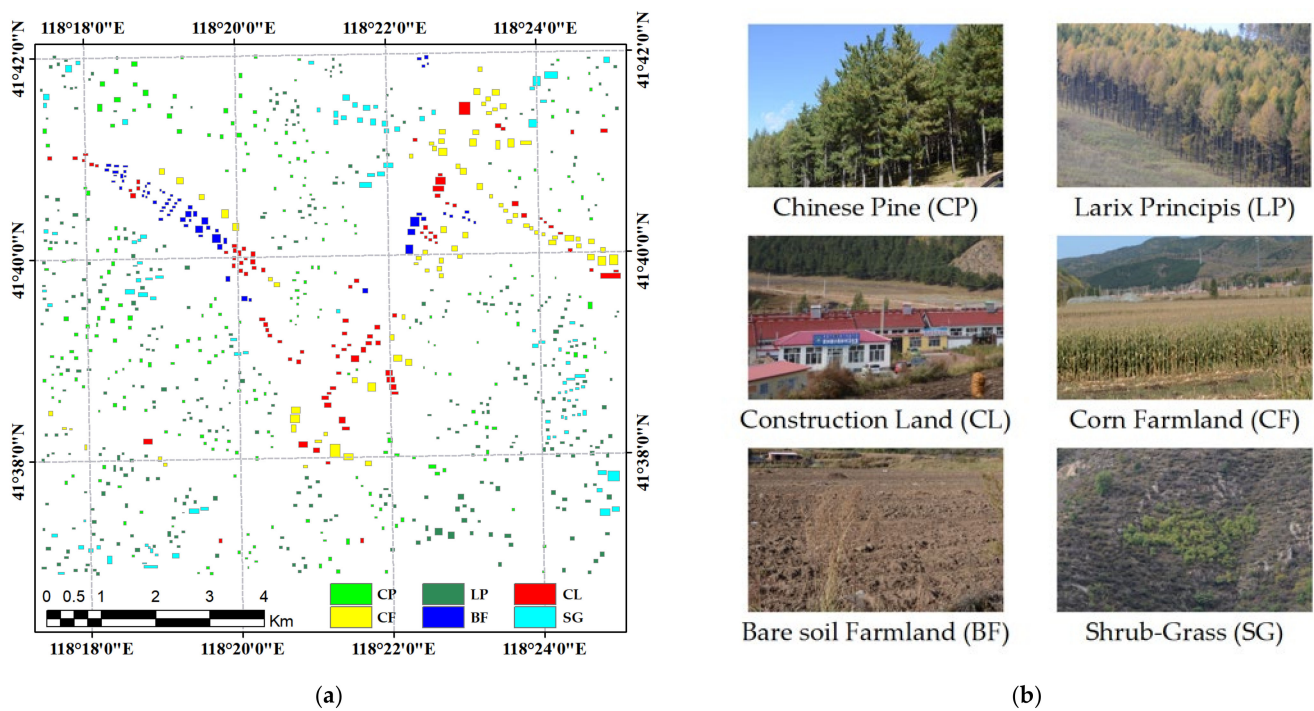 118°18'0"E 118°20'0"E 118°22'0"E 118°24'0"E
41°42'0"N 41°42'0"N
41°40'0"N 41°40'0"N
41°38'0"N 41°38'0"N
0 0.5 1 2 3 4
Km
CP LP CL
CF BF SG
118°18'0"E 118°20'0"E 118°22'0"E 118°24'0"E
(a)
Chinese Pine (CP) Larix Principis (LP)
Construction Land (CL) Corn Farmland (CF)
Bare soil Farmland (BF) Shrub-Grass (SG)
(b)